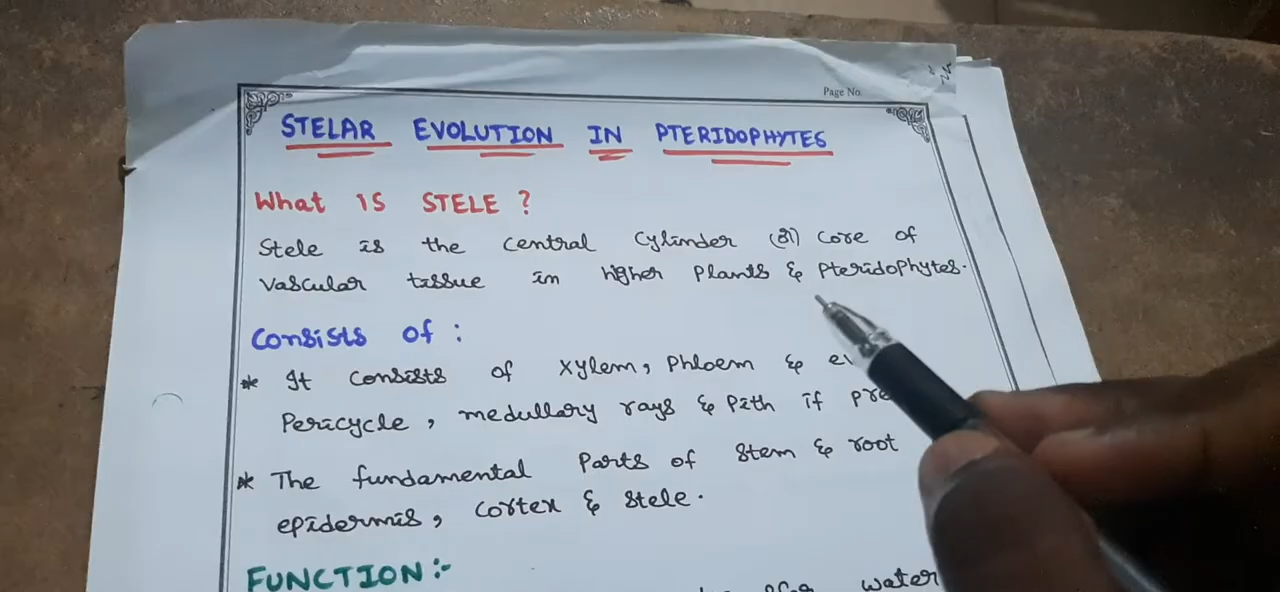 Page No.
STELAR EVOLUTION IN PTERIDOPHYTES
What IS STELE ?
Stele is the central cylinder (or) core of
vascular tissue in higher plants & pteridophytes.
Consists of :
* It consists of xylem, phloem &
Pericycle, medullary rays & pith if
* The fundamental parts of stem & root
epidermis, cortex & stele.
FUNCTION:-
water